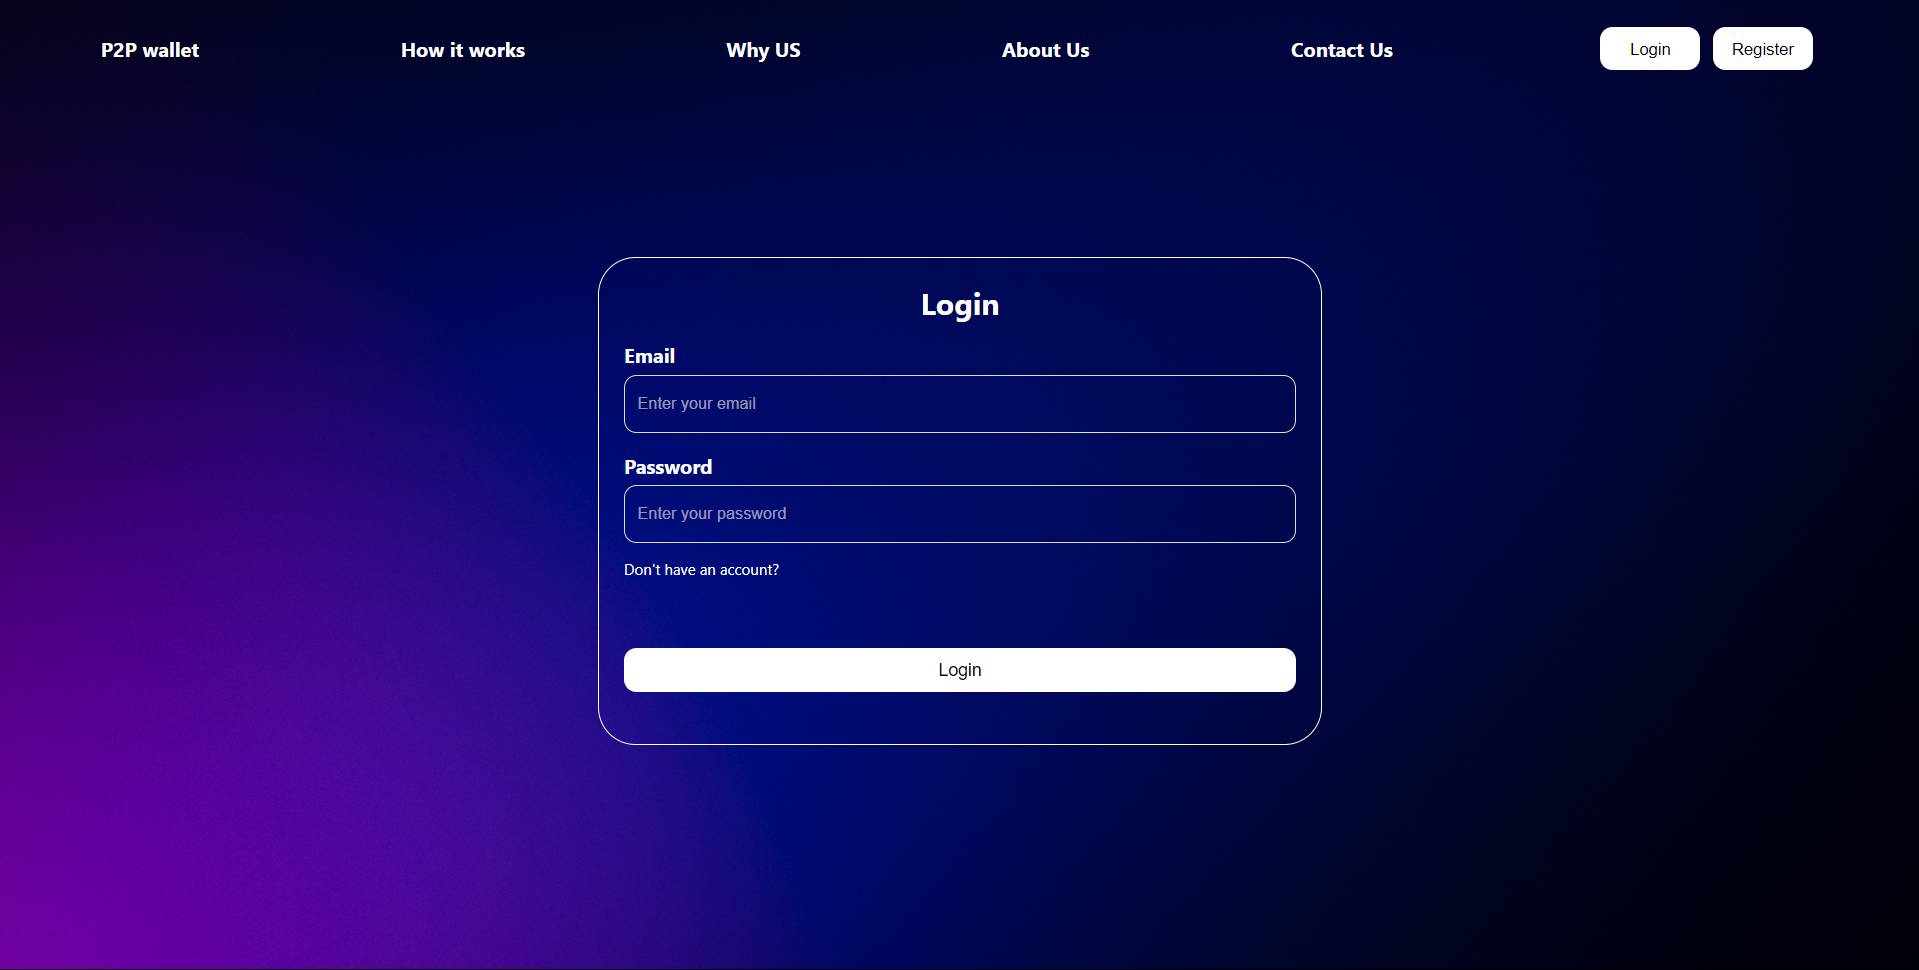 P2P wallet How it works Why US About Us Contact Us Login Register
Login
Email
Enter your email
Password
Enter your password
Don't have an account?
Login